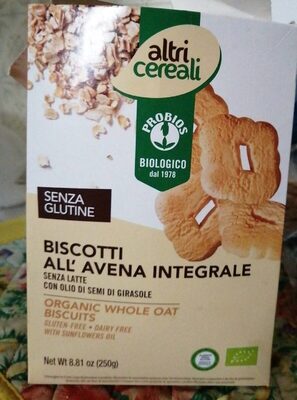 altri
cereali
PROBIOS
BIOLOGICO
dal 1978
SENZA
GLUTINE
BISCOTTI
ALL' AVENA INTEGRALE
SENZA LATTE
CON OLIO DI SEMI DI GIRASOLE
ORGANIC WHOLE OAT
BISCUITS
GLUTEN-FREE • DAIRY-FREE
WITH SUNFLOWERS OIL
Net Wt 8.81 oz (250g)